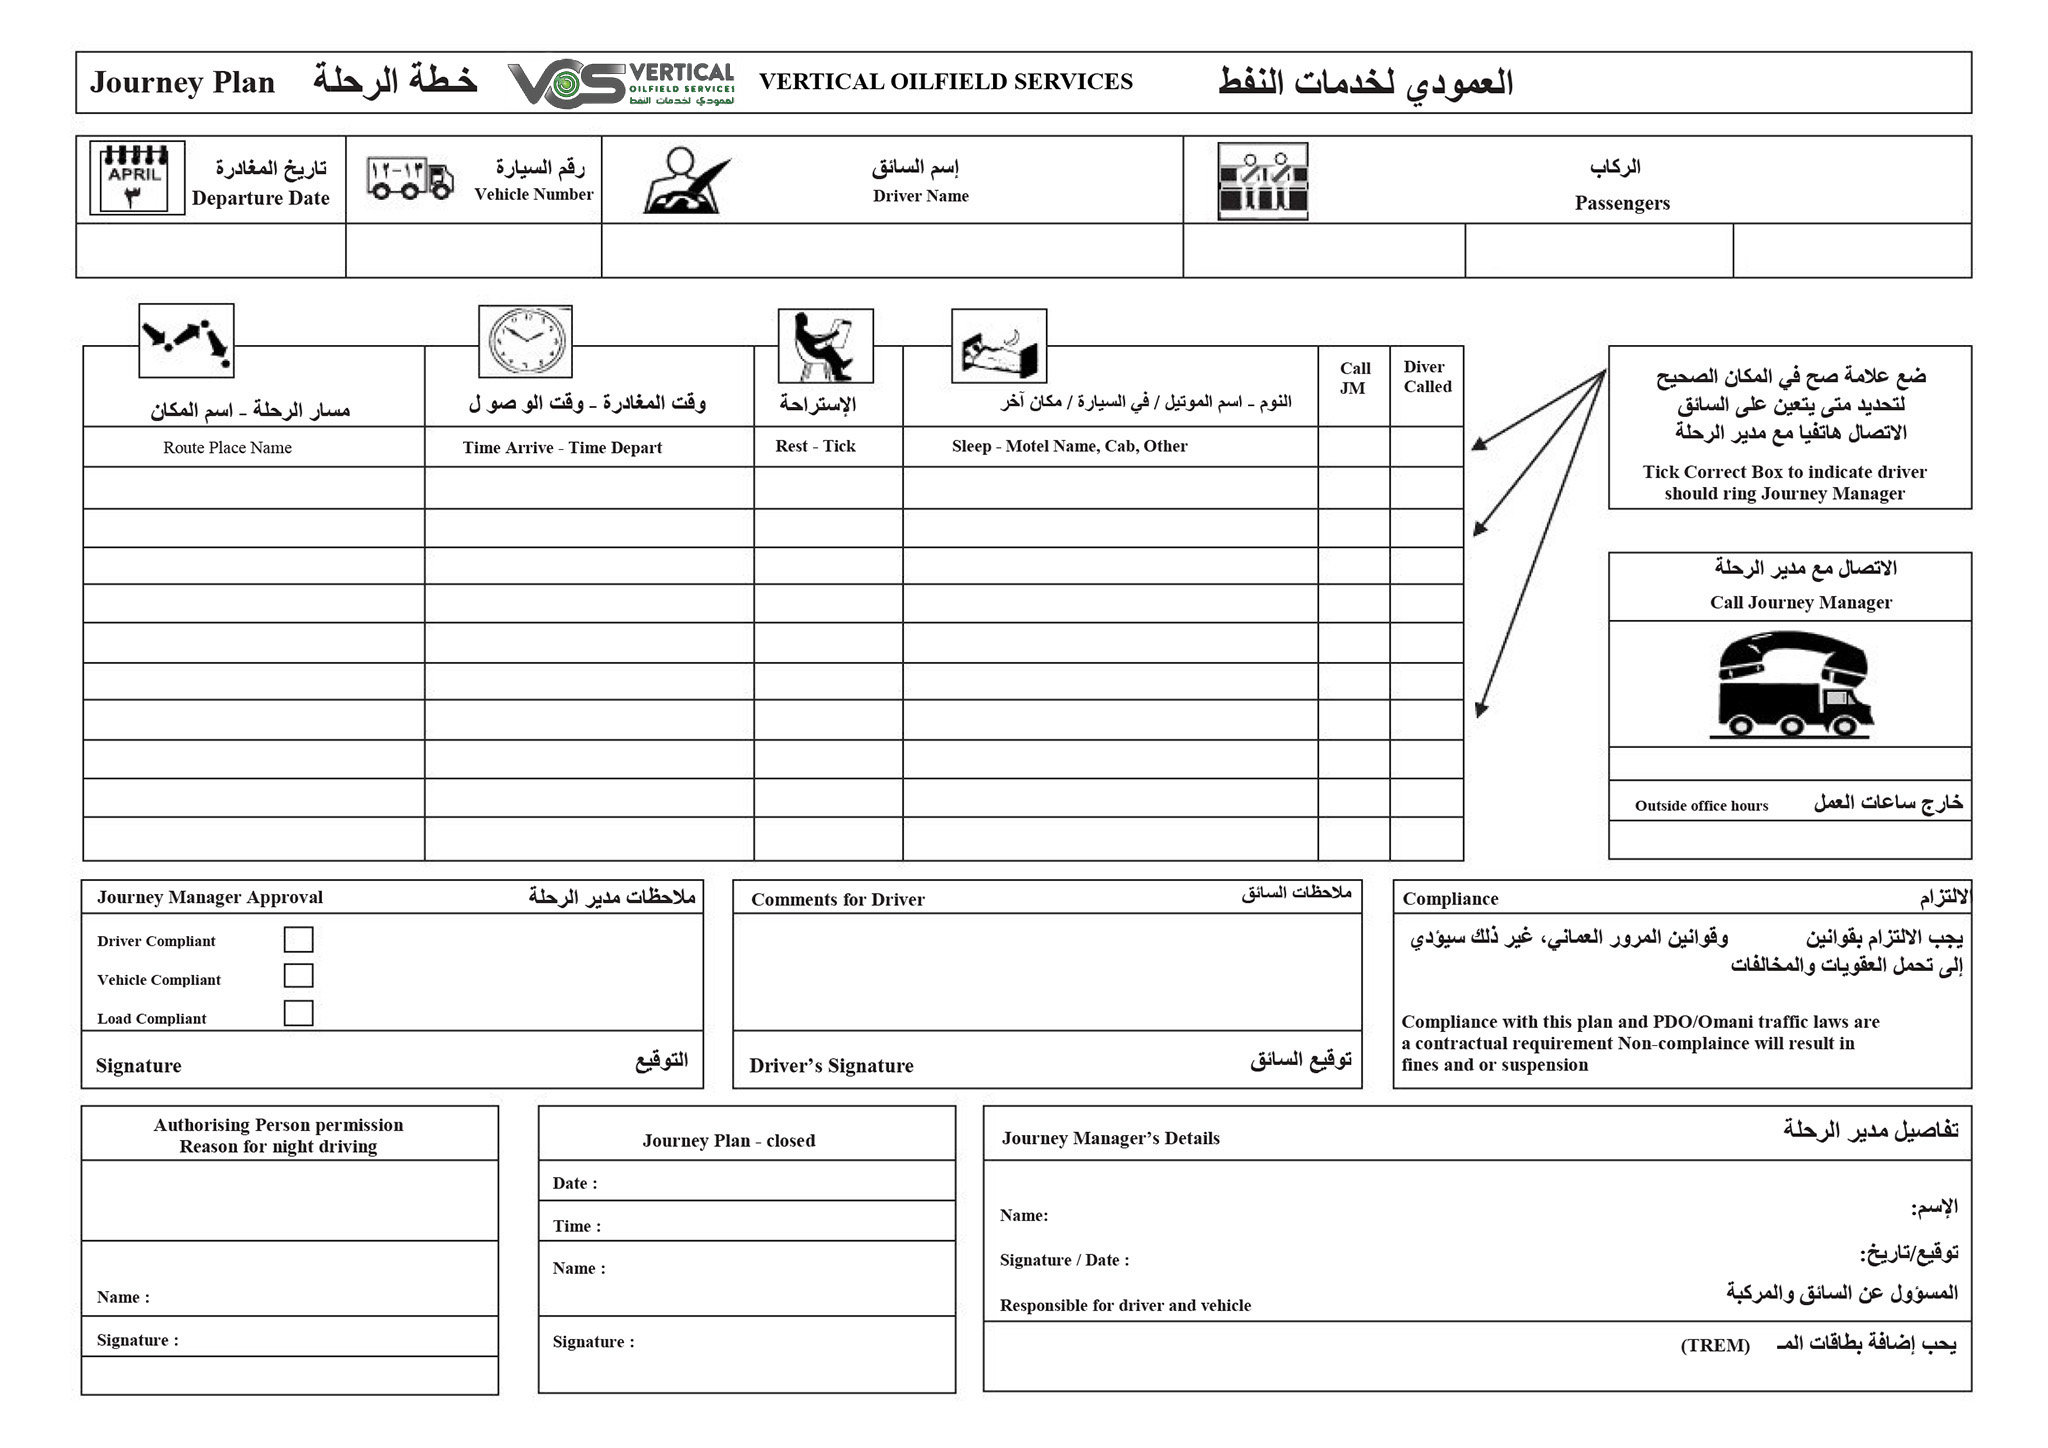 Journey Plan خطة الرحلة VCS VERTICAL OILFIELD SERVICES العمودي لخدمات النفط VERTICAL OILFIELD SERVICES العمودي لخدمات النفط
APRIL ٣ تاريخ المغادرة
Departure Date
١٢-١٣ رقم السيارة
Vehicle Number
إسم السائق
Driver Name
الركاب
Passengers
مسار الرحلة - اسم المكان
Route Place Name
وقت المغادرة - وقت الو صو ل
Time Arrive - Time Depart
الإستراحة
Rest - Tick
النوم - اسم الموتيل / في السيارة / مكان آخر
Sleep - Motel Name, Cab, Other
Call
JM
Diver
Called
ضع علامة صح في المكان الصحيح
لتحديد متى يتعين على السائق
الاتصال هاتفيا مع مدير الرحلة
Tick Correct Box to indicate driver
should ring Journey Manager
الاتصال مع مدير الرحلة
Call Journey Manager
Outside office hours خارج ساعات العمل
Journey Manager Approval ملاحظات مدير الرحلة
Driver Compliant
Vehicle Compliant
Load Compliant
Signature التوقيع
Comments for Driver ملاحظات السائق
Driver’s Signature توقيع السائق
Compliance الالتزام
يجب الالتزام بقوانين وقوانين المرور العماني، غير ذلك سيؤدي
إلى تحمل العقويات والمخالفات
Compliance with this plan and PDO/Omani traffic laws are
a contractual requirement Non-complaince will result in
fines and or suspension
Authorising Person permission
Reason for night driving
Name :
Signature :
Journey Plan - closed
Date :
Time :
Name :
Signature :
Journey Manager’s Details تفاصيل مدير الرحلة
Name: الإسم:
Signature / Date : توقيع/تاريخ:
Responsible for driver and vehicle المسؤول عن السائق والمركبة
يحب إضافة بطاقات المـ (TREM)